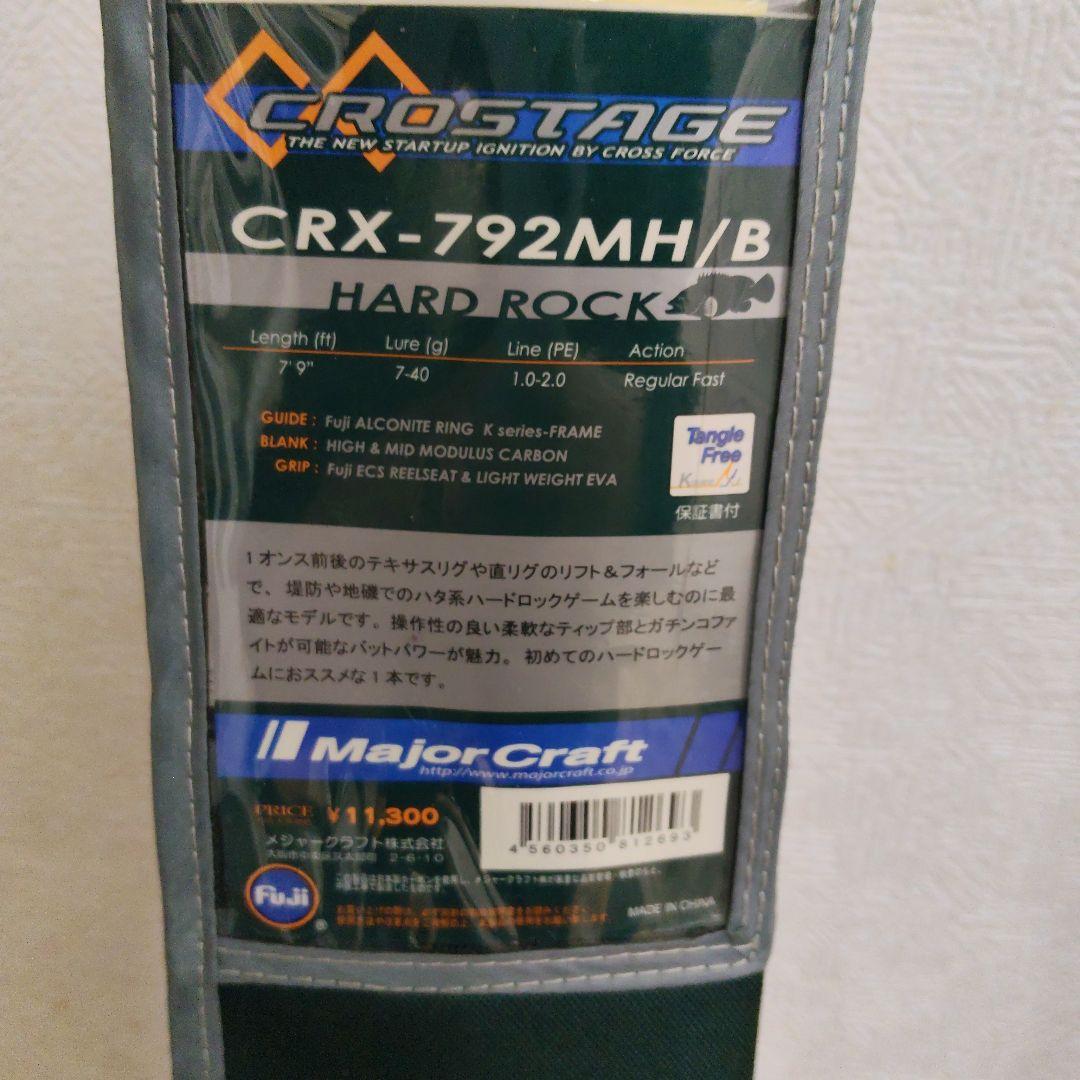 CROSTAGE
THE NEW STARTUP IGNITION BY CROSS FORCE
CRX-792MH/B
HARD ROCK
Length (ft) Lure (g) Line (PE) Action
7'9" 7-40 1.0-2.0 Regular Fast
GUIDE : Fuji ALCONITE RING K series-FRAME
BLANK : HIGH & MID MODULUS CARBON
GRIP : Fuji ECS REELSEAT & LIGHT WEIGHT EVA
Tangle
Free
保証書付
1オンス前後のテキサスリグや直リグのリフト＆フォールなど
で、堤防や地磯でのハタ系ハードロックゲームを楽しむのに最
適なモデルです。操作性の良い柔軟なティップ部とガチンコファ
イトが可能なバットパワーが魅力。初めてのハードロックゲー
ムにおススメな1本です。
Major Craft
http://www.majorcraft.co.jp
PRICE ¥11,300
4 560350 812693
メジャークラフト株式会社
2-6-10
Fuji
®
MADE IN CHINA